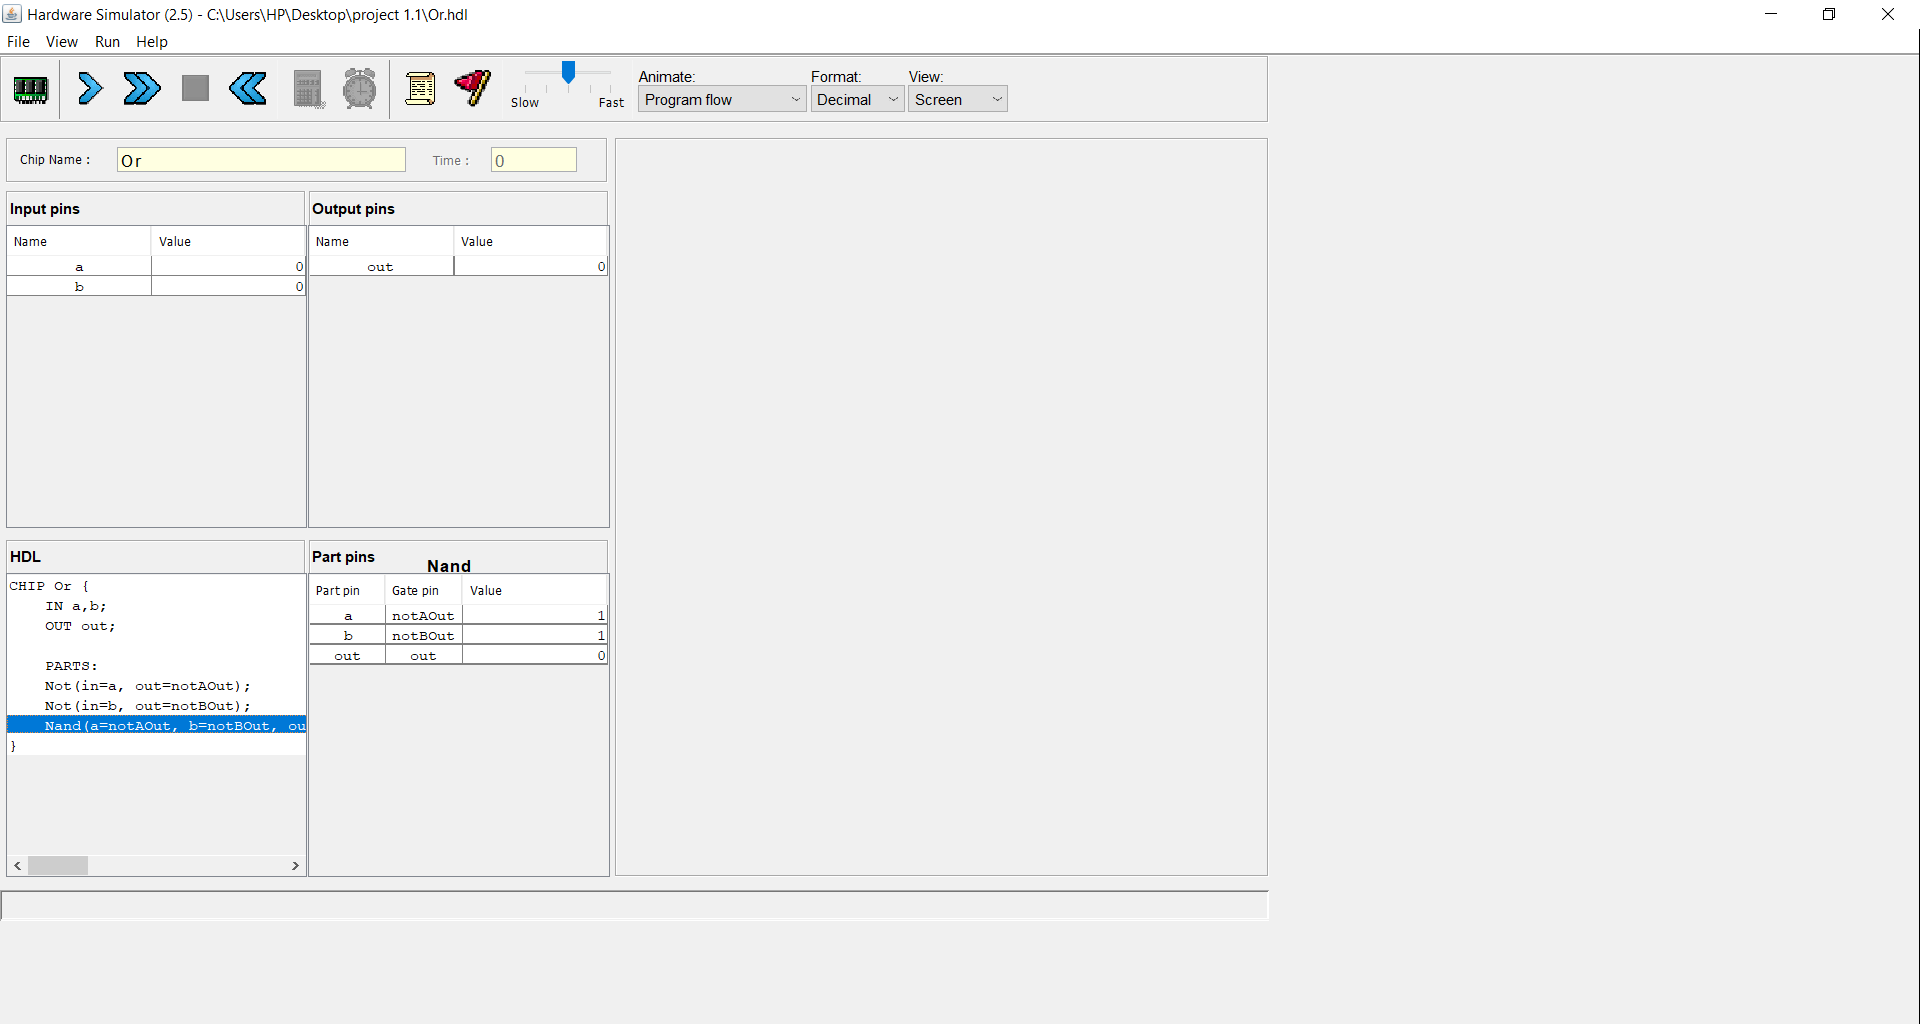 Hardware Simulator (2.5) - C:\Users\HP\Desktop\project 1.1\Or.hdl
File View Run Help
Slow Fast
Animate: Format: View:
Program flow Decimal Screen
Chip Name : Or Time : 0
Input pins Output pins
Name Value Name Value
a 0 out 0
b 0
HDL Part pins Nand
CHIP Or {
IN a,b;
OUT out;
PARTS:
Not(in=a, out=notAOut);
Not(in=b, out=notBOut);
Nand(a=notAOut, b=notBOut, ou
}
Part pin Gate pin Value
a notAOut 1
b notBOut 1
out out 0